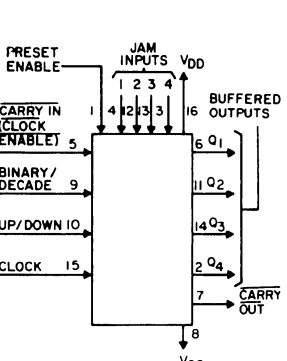 PRESET
ENABLE
JAM
INPUTS
VDD
1 2 3 4
CARRY IN
(CLOCK
ENABLE)
1 4 12 13 3 16
BUFFERED
OUTPUTS
5 6 Q1
BINARY/
DECADE 9
11 Q2
UP/DOWN 10
14 Q3
CLOCK 15
2 Q4
7 CARRY
OUT
8